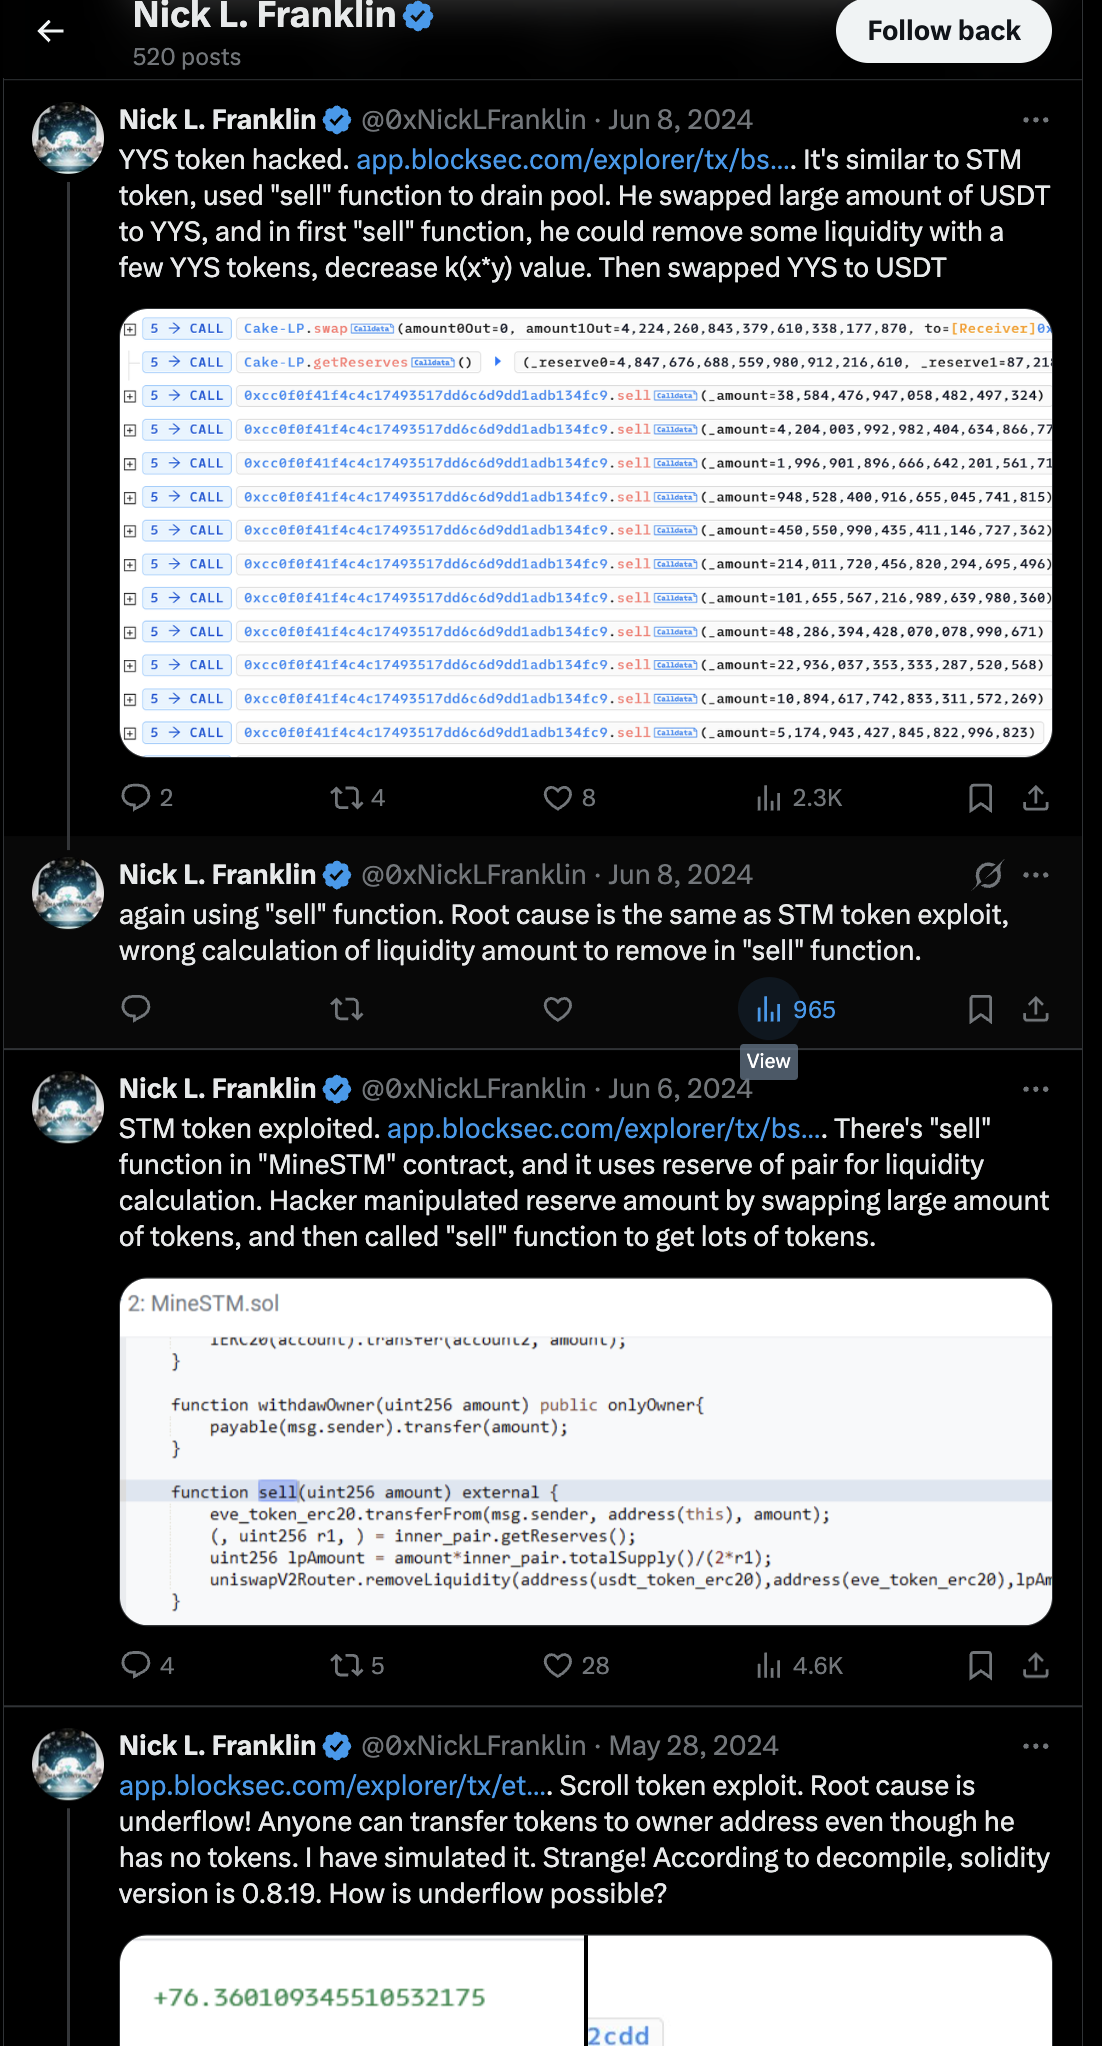 Nick L. Franklin
520 posts
Follow back
Nick L. Franklin @0xNickLFranklin · Jun 8, 2024
YYS token hacked. app.blocksec.com/explorer/tx/bs.... It's similar to STM
token, used "sell" function to drain pool. He swapped large amount of USDT
to YYS, and in first "sell" function, he could remove some liquidity with a
few YYS tokens, decrease k(x*y) value. Then swapped YYS to USDT
5 → CALL Cake-LP.swap Calldata (amount0Out=0, amount1Out=4,224,260,843,379,610,338,177,870, to=[Receiver]0x
5 → CALL Cake-LP.getReserves Calldata () ▶ (_reserve0=4,847,676,688,559,980,912,216,610, _reserve1=87,218
5 → CALL 0xcc0f0f41f4c4c17493517dd6c6d9dd1adb134fc9.sell Calldata (_amount=38,584,476,947,058,482,497,324)
5 → CALL 0xcc0f0f41f4c4c17493517dd6c6d9dd1adb134fc9.sell Calldata (_amount=4,204,003,992,982,404,634,866,77
5 → CALL 0xcc0f0f41f4c4c17493517dd6c6d9dd1adb134fc9.sell Calldata (_amount=1,996,901,896,666,642,201,561,71
5 → CALL 0xcc0f0f41f4c4c17493517dd6c6d9dd1adb134fc9.sell Calldata (_amount=948,528,400,916,655,045,741,815)
5 → CALL 0xcc0f0f41f4c4c17493517dd6c6d9dd1adb134fc9.sell Calldata (_amount=450,550,990,435,411,146,727,362)
5 → CALL 0xcc0f0f41f4c4c17493517dd6c6d9dd1adb134fc9.sell Calldata (_amount=214,011,720,456,820,294,695,496)
5 → CALL 0xcc0f0f41f4c4c17493517dd6c6d9dd1adb134fc9.sell Calldata (_amount=101,655,567,216,989,639,980,360)
5 → CALL 0xcc0f0f41f4c4c17493517dd6c6d9dd1adb134fc9.sell Calldata (_amount=48,286,394,428,070,078,990,671)
5 → CALL 0xcc0f0f41f4c4c17493517dd6c6d9dd1adb134fc9.sell Calldata (_amount=22,936,037,353,333,287,520,568)
5 → CALL 0xcc0f0f41f4c4c17493517dd6c6d9dd1adb134fc9.sell Calldata (_amount=10,894,617,742,833,311,572,269)
5 → CALL 0xcc0f0f41f4c4c17493517dd6c6d9dd1adb134fc9.sell Calldata (_amount=5,174,943,427,845,822,996,823)
2 4 8 2.3K
Nick L. Franklin @0xNickLFranklin · Jun 8, 2024
again using "sell" function. Root cause is the same as STM token exploit,
wrong calculation of liquidity amount to remove in "sell" function.
965
View
Nick L. Franklin @0xNickLFranklin · Jun 6, 2024
STM token exploited. app.blocksec.com/explorer/tx/bs.... There's "sell"
function in "MineSTM" contract, and it uses reserve of pair for liquidity
calculation. Hacker manipulated reserve amount by swapping large amount
of tokens, and then called "sell" function to get lots of tokens.
2: MineSTM.sol
IERC20(account).transfer(account2, amount);
}
function withdawOwner(uint256 amount) public onlyOwner{
payable(msg.sender).transfer(amount);
}
function sell(uint256 amount) external {
eve_token_erc20.transferFrom(msg.sender, address(this), amount);
(, uint256 r1, ) = inner_pair.getReserves();
uint256 lpAmount = amount*inner_pair.totalSupply()/(2*r1);
uniswapV2Router.removeLiquidity(address(usdt_token_erc20),address(eve_token_erc20),lpAm
}
4 5 28 4.6K
Nick L. Franklin @0xNickLFranklin · May 28, 2024
app.blocksec.com/explorer/tx/et.... Scroll token exploit. Root cause is
underflow! Anyone can transfer tokens to owner address even though he
has no tokens. I have simulated it. Strange! According to decompile, solidity
version is 0.8.19. How is underflow possible?
+76.360109345510532175
2cdd